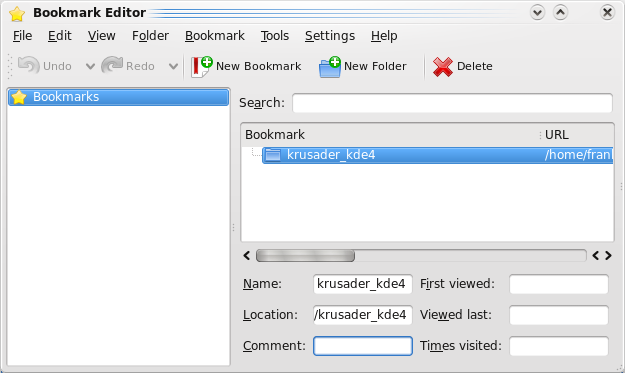 Bookmark Editor
File Edit View Folder Bookmark Tools Settings Help
Undo Redo New Bookmark New Folder Delete
Bookmarks
Search:
Bookmark URL
krusader_kde4 /home/fran
Name: krusader_kde4 First viewed:
Location: /krusader_kde4 Viewed last:
Comment: Times visited: